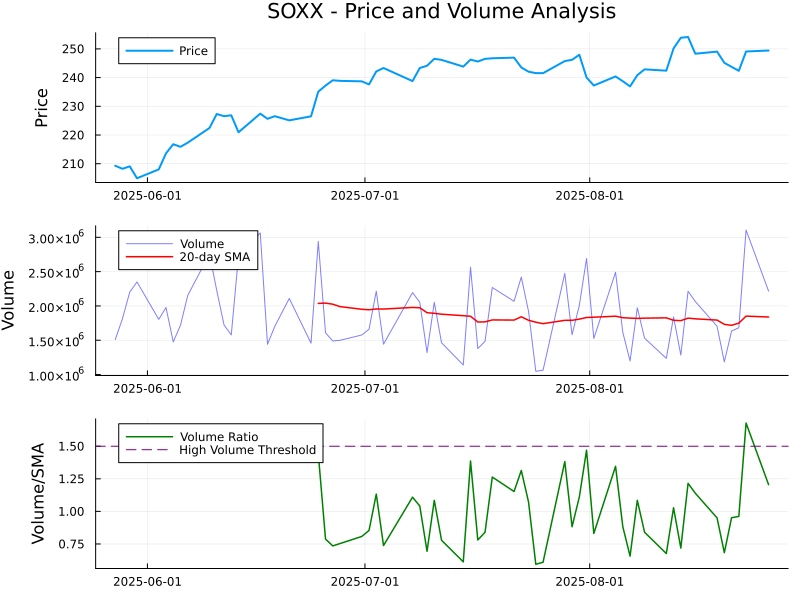 SOXX - Price and Volume Analysis
Price
250
240
230
220
210
Price
2025-06-01 2025-07-01 2025-08-01
Volume
20-day SMA
3.00×10⁶
2.50×10⁶
2.00×10⁶
1.50×10⁶
1.00×10⁶
Volume
2025-06-01 2025-07-01 2025-08-01
Volume Ratio
High Volume Threshold
1.50
1.25
1.00
0.75
Volume/SMA
2025-06-01 2025-07-01 2025-08-01